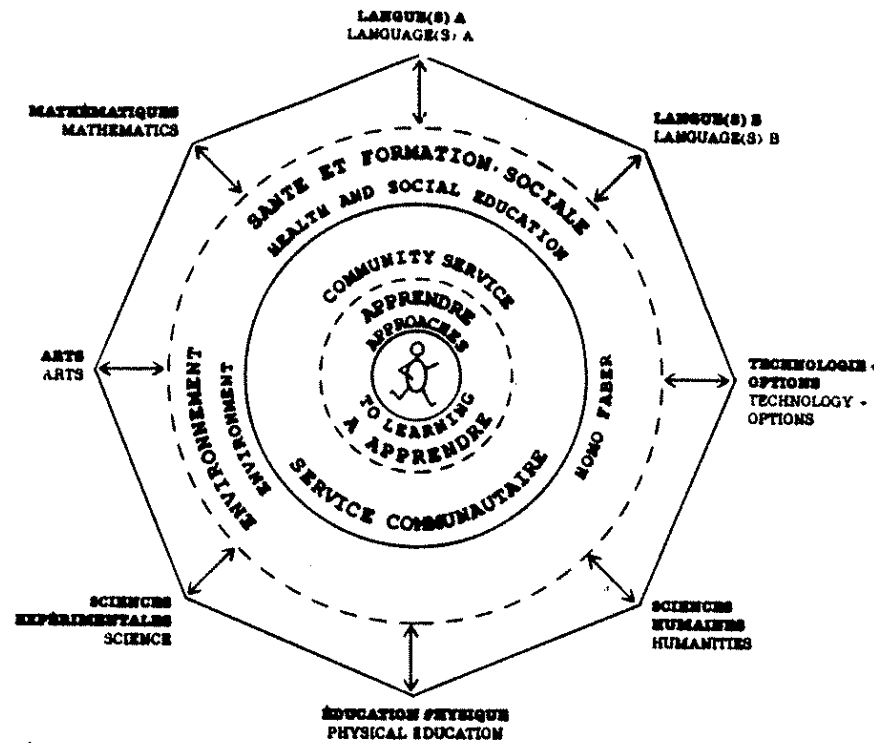 LANGUE(S) A
LANGUAGE(S) A
MATHÉMATIQUES
MATHEMATICS
LANGUE(S) B
LANGUAGE(S) B
SANTE ET FORMATION SOCIALE
HEALTH AND SOCIAL EDUCATION
COMMUNITY SERVICE
APPRENDRE
APPROACHES
TO LEARNING
A APPRENDRE
SERVICE COMMUNAUTAIRE
ENVIRONNEMENT
ENVIRONMENT
HOMO FABER
ARTS
ARTS
TECHNOLOGIE -
OPTIONS
TECHNOLOGY -
OPTIONS
SCIENCES
EXPÉRIMENTALES
SCIENCE
SCIENCES
HUMAINES
HUMANITIES
ÉDUCATION PHYSIQUE
PHYSICAL EDUCATION